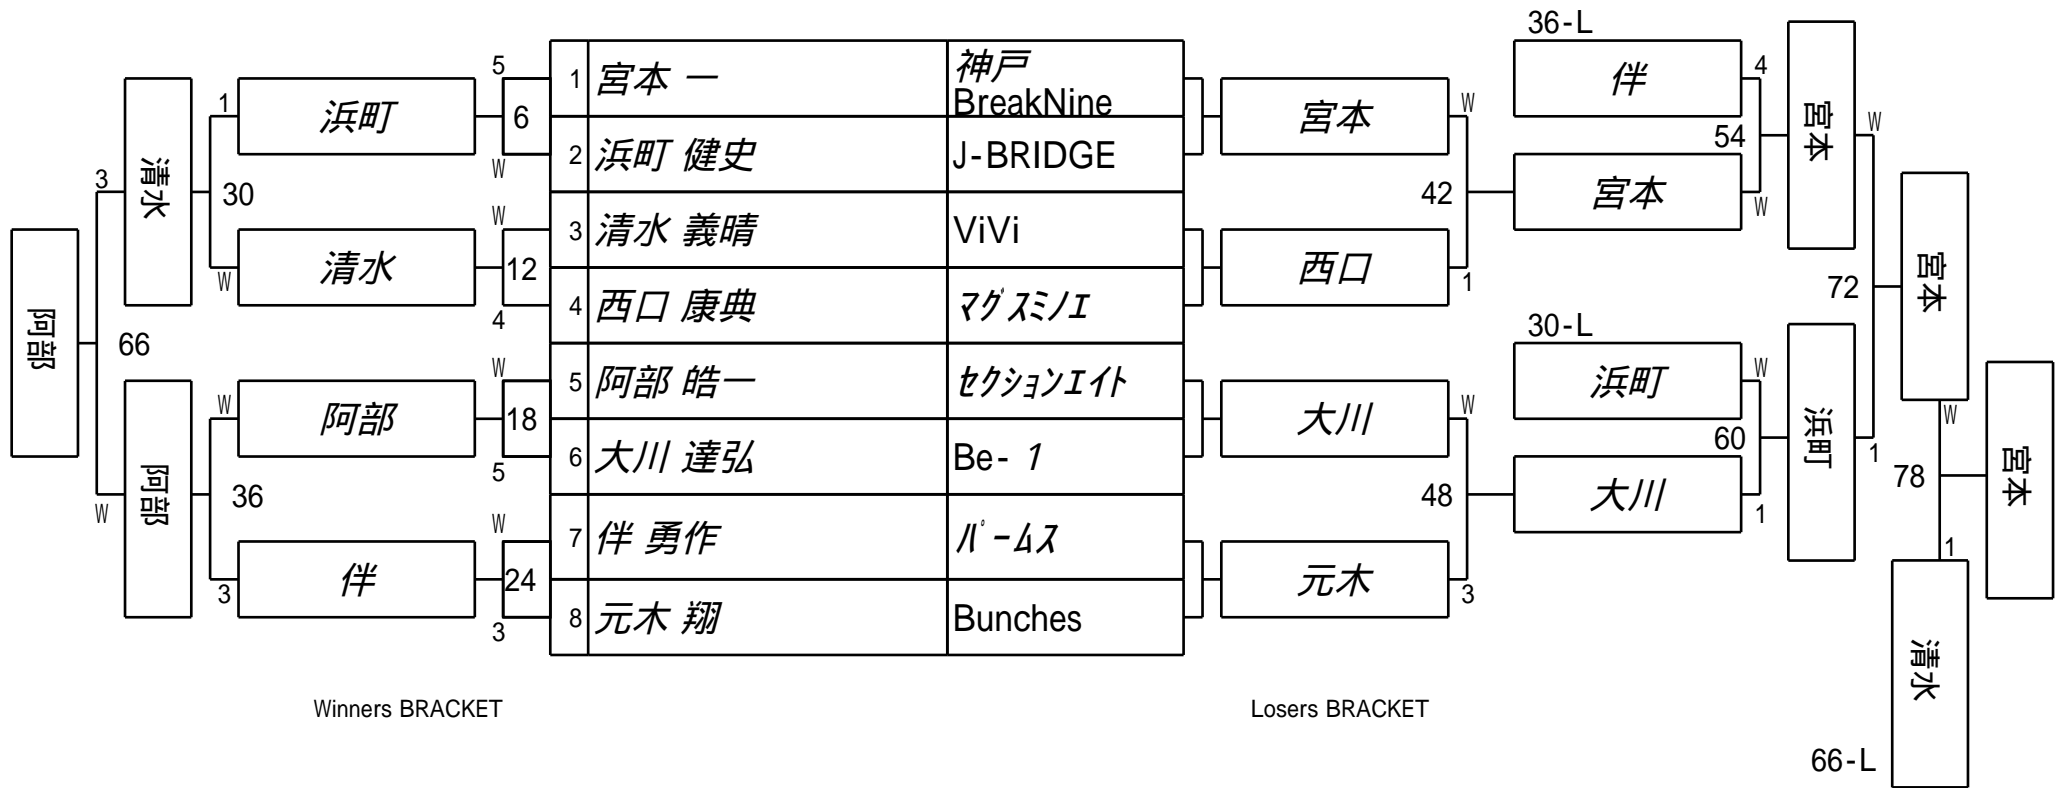 36-L
5
1 宮本 一 神戸
BreakNine
伴
4
1
浜町
6
宮本
W
宮本
W
清水
54
2 浜町 健史 J-BRIDGE
W
3
30
42
宮本
W
宮本
W
3 清水 義晴 ViVi
清水
W
12
西口
1
72
4 西口 康典 マグスミノエ
4
阿部
66
30-L
W
5 阿部 皓一 セクションエイト
浜町
W
W
阿部
18
大川
W
浜町
1
W
宮本
60
6 大川 達弘 Be- 1
5
阿部
W
36
48
大川
1
78
W
7 伴 勇作 パームス
1
伴
3
24
元木
3
8 元木 翔 Bunches
3
清水
Winners BRACKET
Losers BRACKET
66-L